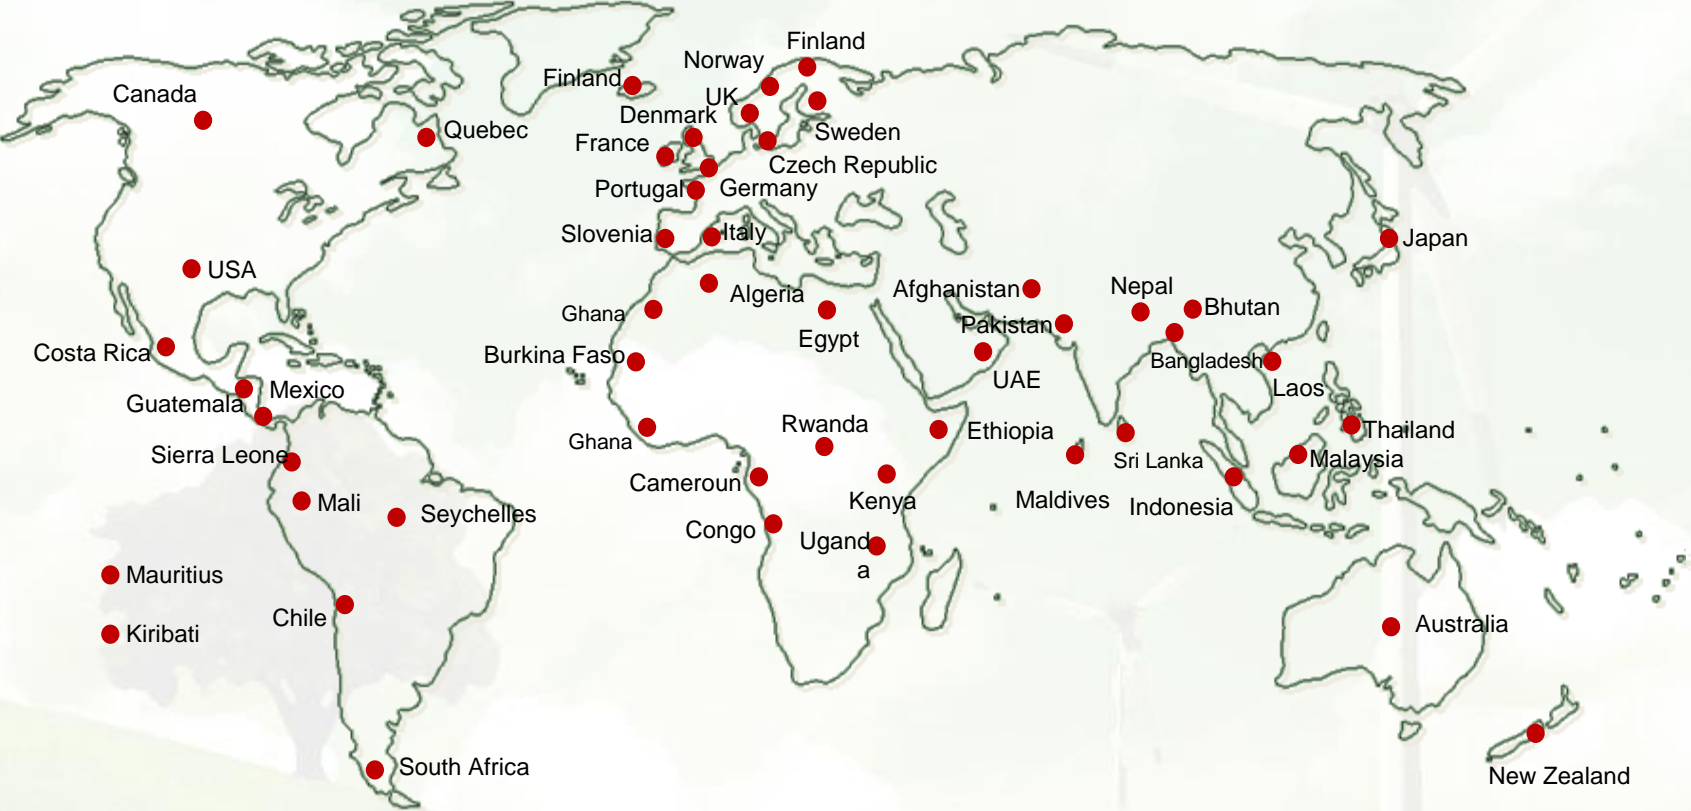 Finland
Norway
Finland
Canada
UK
Denmark
Quebec
Sweden
France
Czech Republic
Portugal
Germany
Slovenia
Italy
Japan
USA
Algeria
Afghanistan
Nepal
Bhutan
Ghana
Pakistan
Egypt
Costa Rica
Burkina Faso
Bangladesh
UAE
Laos
Mexico
Guatemala
Rwanda
Ethiopia
Thailand
Ghana
Sierra Leone
Sri Lanka
Malaysia
Cameroun
Mali
Kenya
Maldives
Indonesia
Seychelles
Congo
Ugand
a
Mauritius
Chile
Kiribati
Australia
South Africa
New Zealand